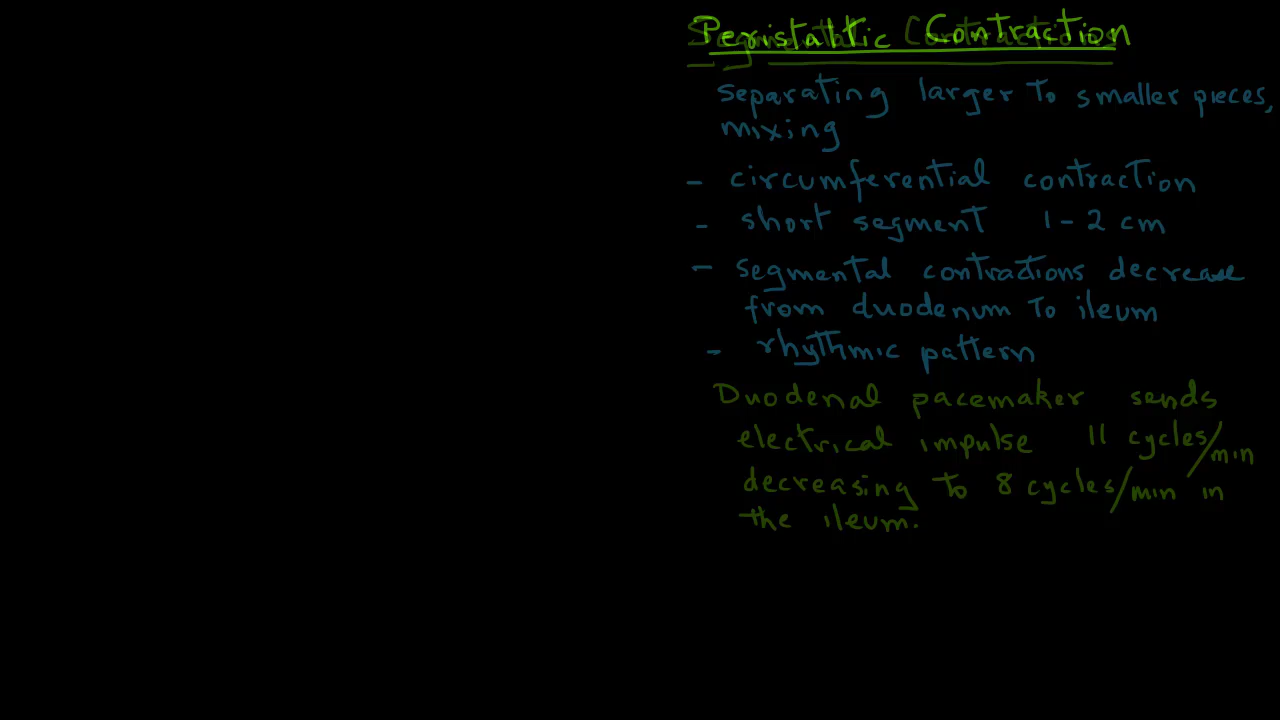 Peristaltic Contraction
Segmental Contractions
separating larger to smaller pieces,
mixing
- circumferential contraction
- short segment 1-2 cm
- segmental contractions decrease
from duodenum to ileum
- rhythmic pattern
Duodenal pacemaker sends
electrical impulse 11 cycles/min
decreasing to 8 cycles/min in
the ileum.